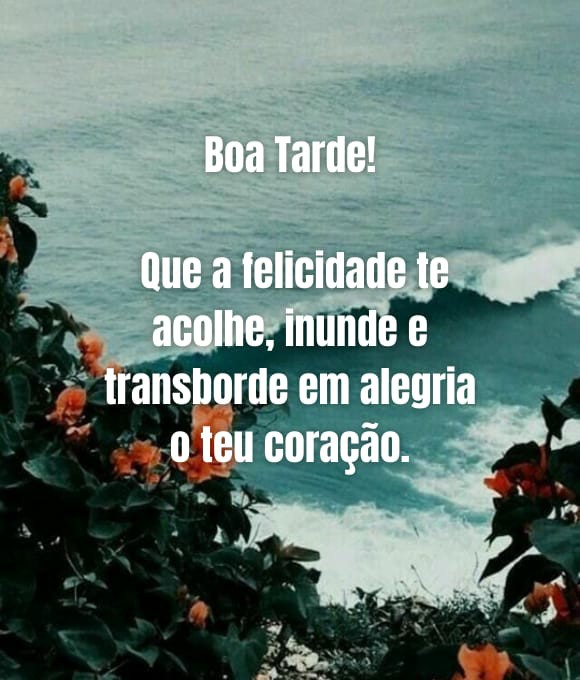 Boa Tarde!
Que a felicidade te
acolhe, inunde e
transborde em alegria
o teu coração.